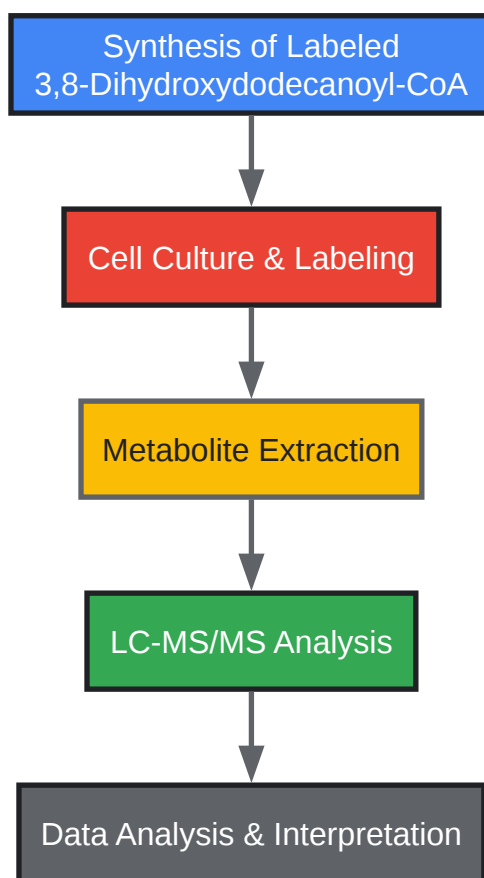 Synthesis of Labeled
3,8-Dihydroxydodecanoyl-CoA
Cell Culture & Labeling
Metabolite Extraction
LC-MS/MS Analysis
Data Analysis & Interpretation